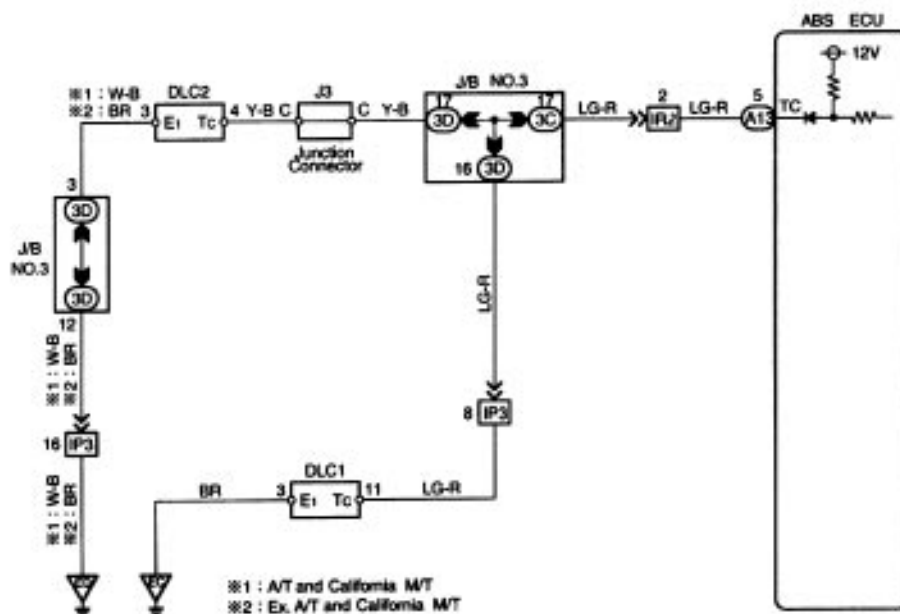 ABS ECU
12V
※1 : W-B
※2 : BR
3
DLC2
E1
Tc
4
Y-B
C
J3
C
Y-B
Junction
Connector
J/B NO.3
17
3D
17
3C
16
3D
LG-R
2
IR2
LG-R
5
A13
TC
3
3D
J/B
NO.3
3D
12
※1 : W-B
※2 : BR
16
IP3
※1 : W-B
※2 : BR
LG-R
8
IP3
DLC1
BR
3
E1
Tc
11
LG-R
EC
※1 : A/T and California M/T
※2 : Ex. A/T and California M/T